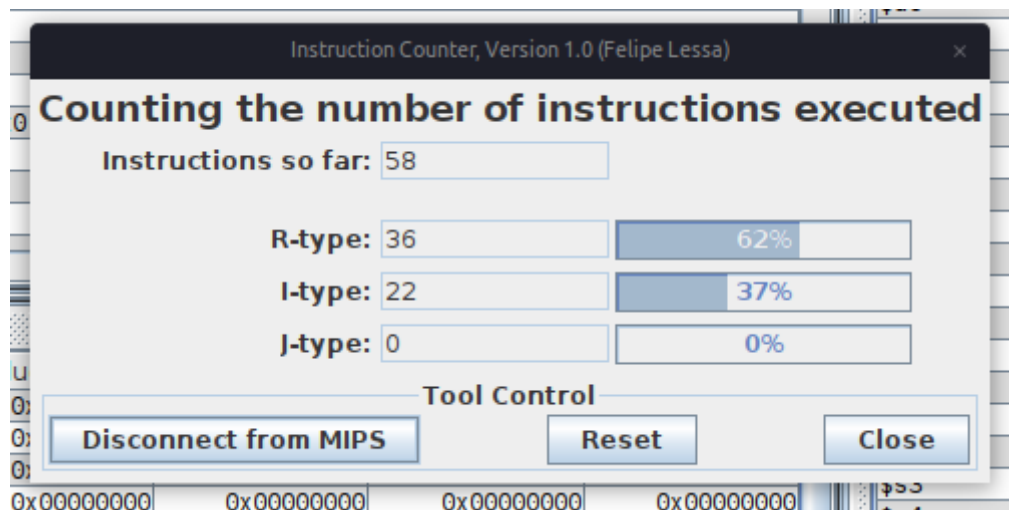 Instruction Counter, Version 1.0 (Felipe Lessa)
Counting the number of instructions executed
Instructions so far: 58
R-type: 36 62%
I-type: 22 37%
J-type: 0 0%
Tool Control
Disconnect from MIPS Reset Close
0x00000000 0x00000000 0x00000000 0x00000000 $s3